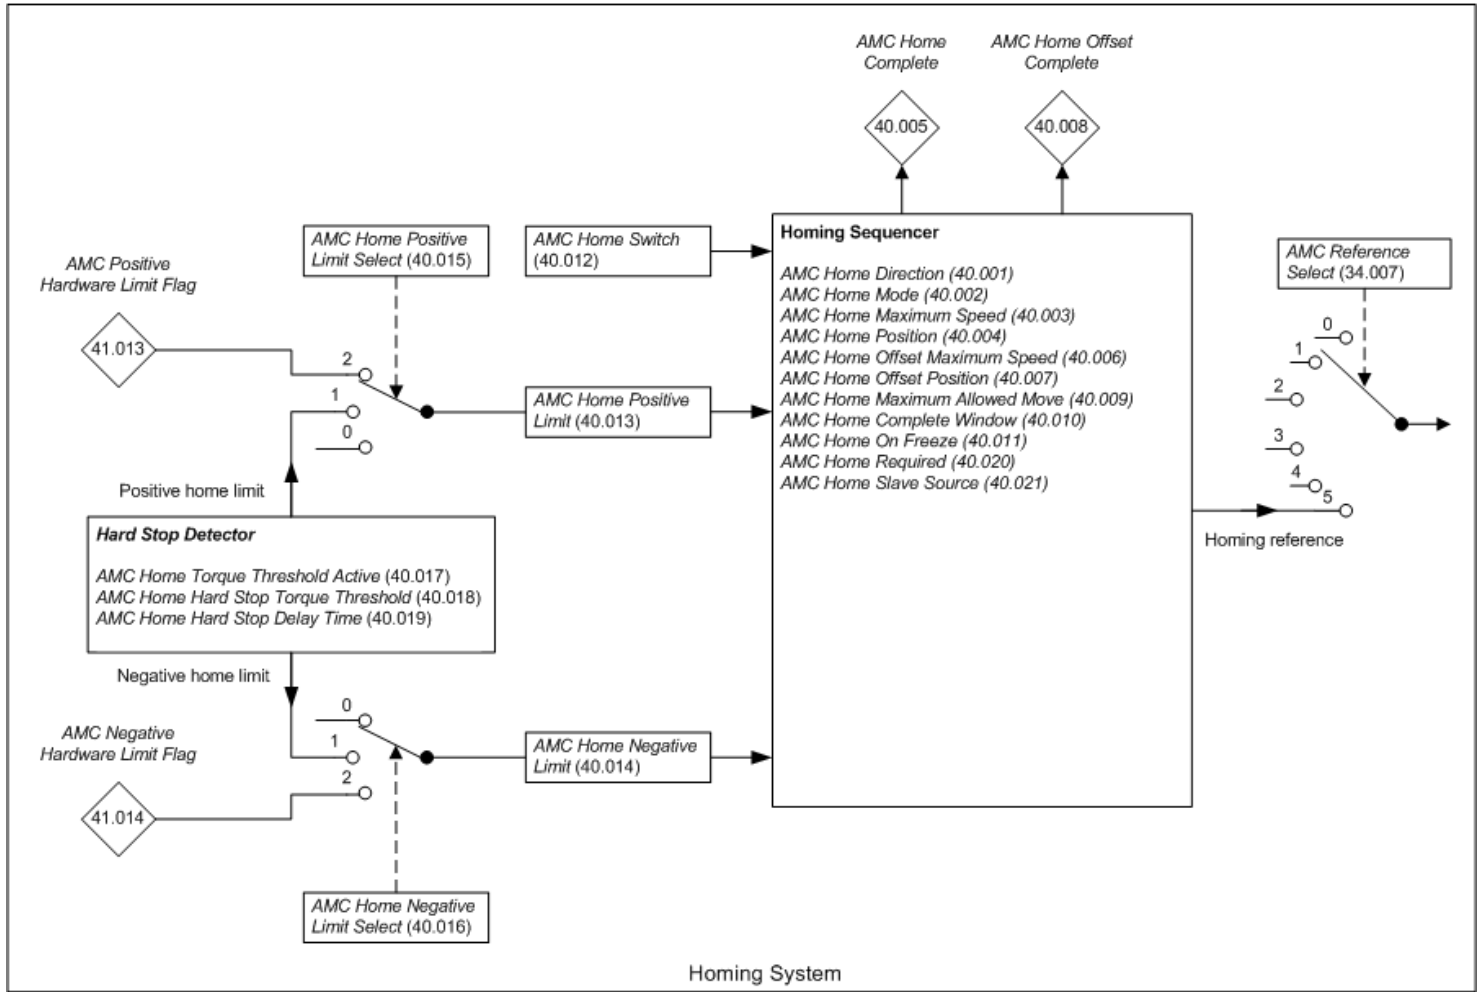 AMC Home
Complete
AMC Home Offset
Complete
40.005
40.008
AMC Positive
Hardware Limit Flag
41.013
AMC Home Positive
Limit Select (40.015)
2
1
0
Positive home limit
AMC Home Switch
(40.012)
AMC Home Positive
Limit (40.013)
Hard Stop Detector
AMC Home Torque Threshold Active (40.017)
AMC Home Hard Stop Torque Threshold (40.018)
AMC Home Hard Stop Delay Time (40.019)
Negative home limit
AMC Negative
Hardware Limit Flag
41.014
0
1
2
AMC Home Negative
Limit (40.014)
AMC Home Negative
Limit Select (40.016)
Homing Sequencer
AMC Home Direction (40.001)
AMC Home Mode (40.002)
AMC Home Maximum Speed (40.003)
AMC Home Position (40.004)
AMC Home Offset Maximum Speed (40.006)
AMC Home Offset Position (40.007)
AMC Home Maximum Allowed Move (40.009)
AMC Home Complete Window (40.010)
AMC Home On Freeze (40.011)
AMC Home Required (40.020)
AMC Home Slave Source (40.021)
AMC Reference
Select (34.007)
0
1
2
3
4
5
Homing reference
Homing System